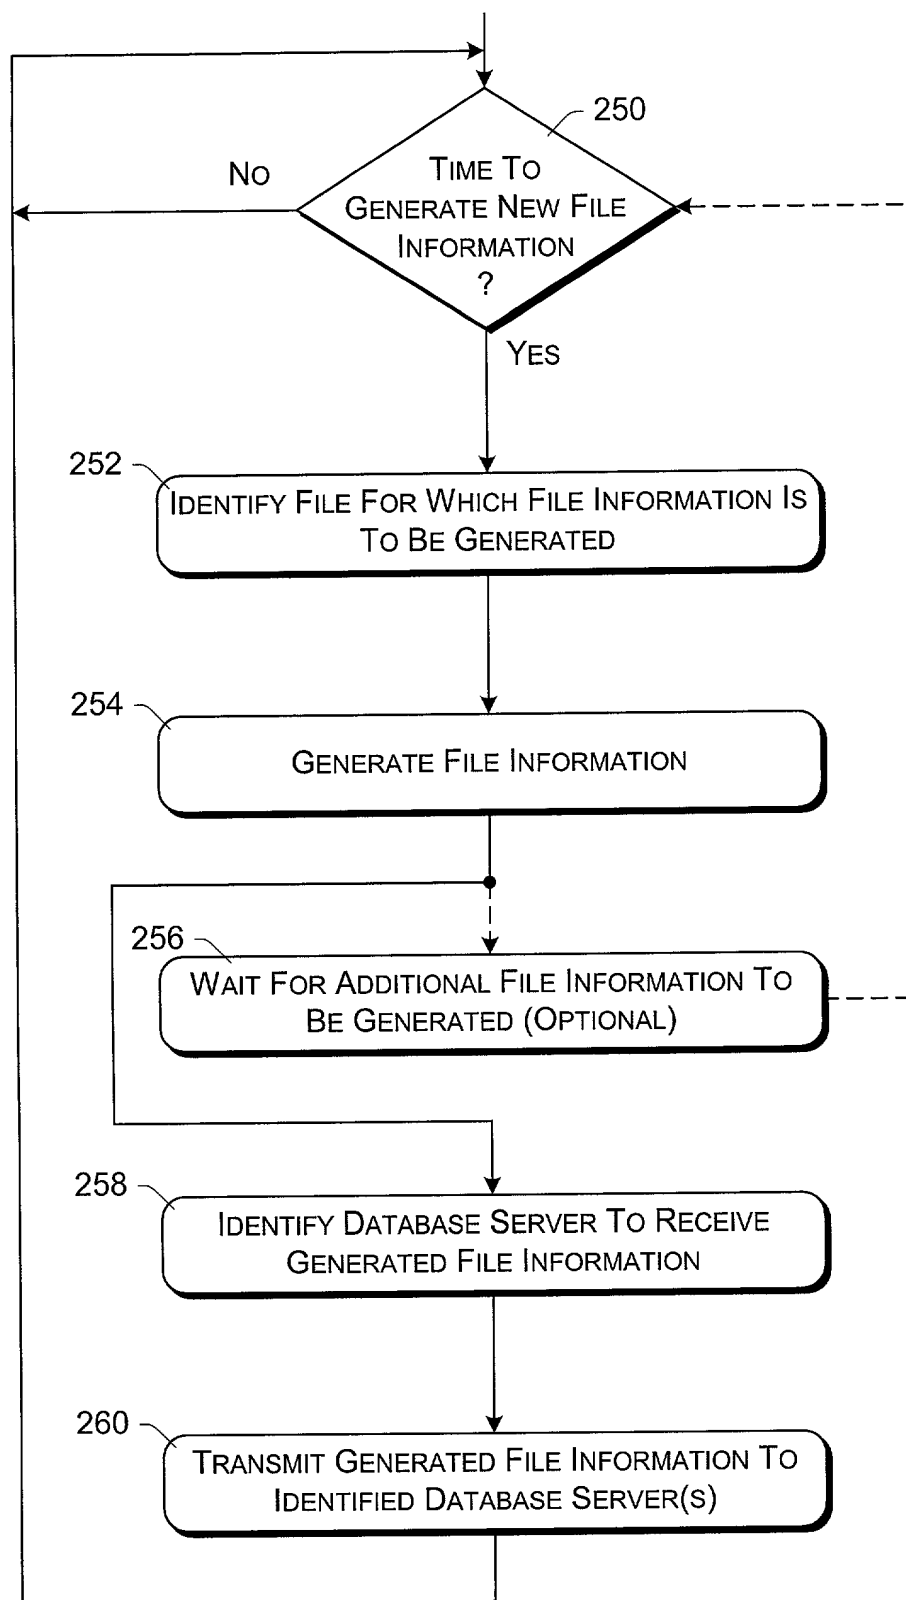 250
NO
TIME TO
GENERATE NEW FILE
INFORMATION
?
YES
252
IDENTIFY FILE FOR WHICH FILE INFORMATION IS
TO BE GENERATED
254
GENERATE FILE INFORMATION
256
WAIT FOR ADDITIONAL FILE INFORMATION TO
BE GENERATED (OPTIONAL)
258
IDENTIFY DATABASE SERVER TO RECEIVE
GENERATED FILE INFORMATION
260
TRANSMIT GENERATED FILE INFORMATION TO
IDENTIFIED DATABASE SERVER(S)